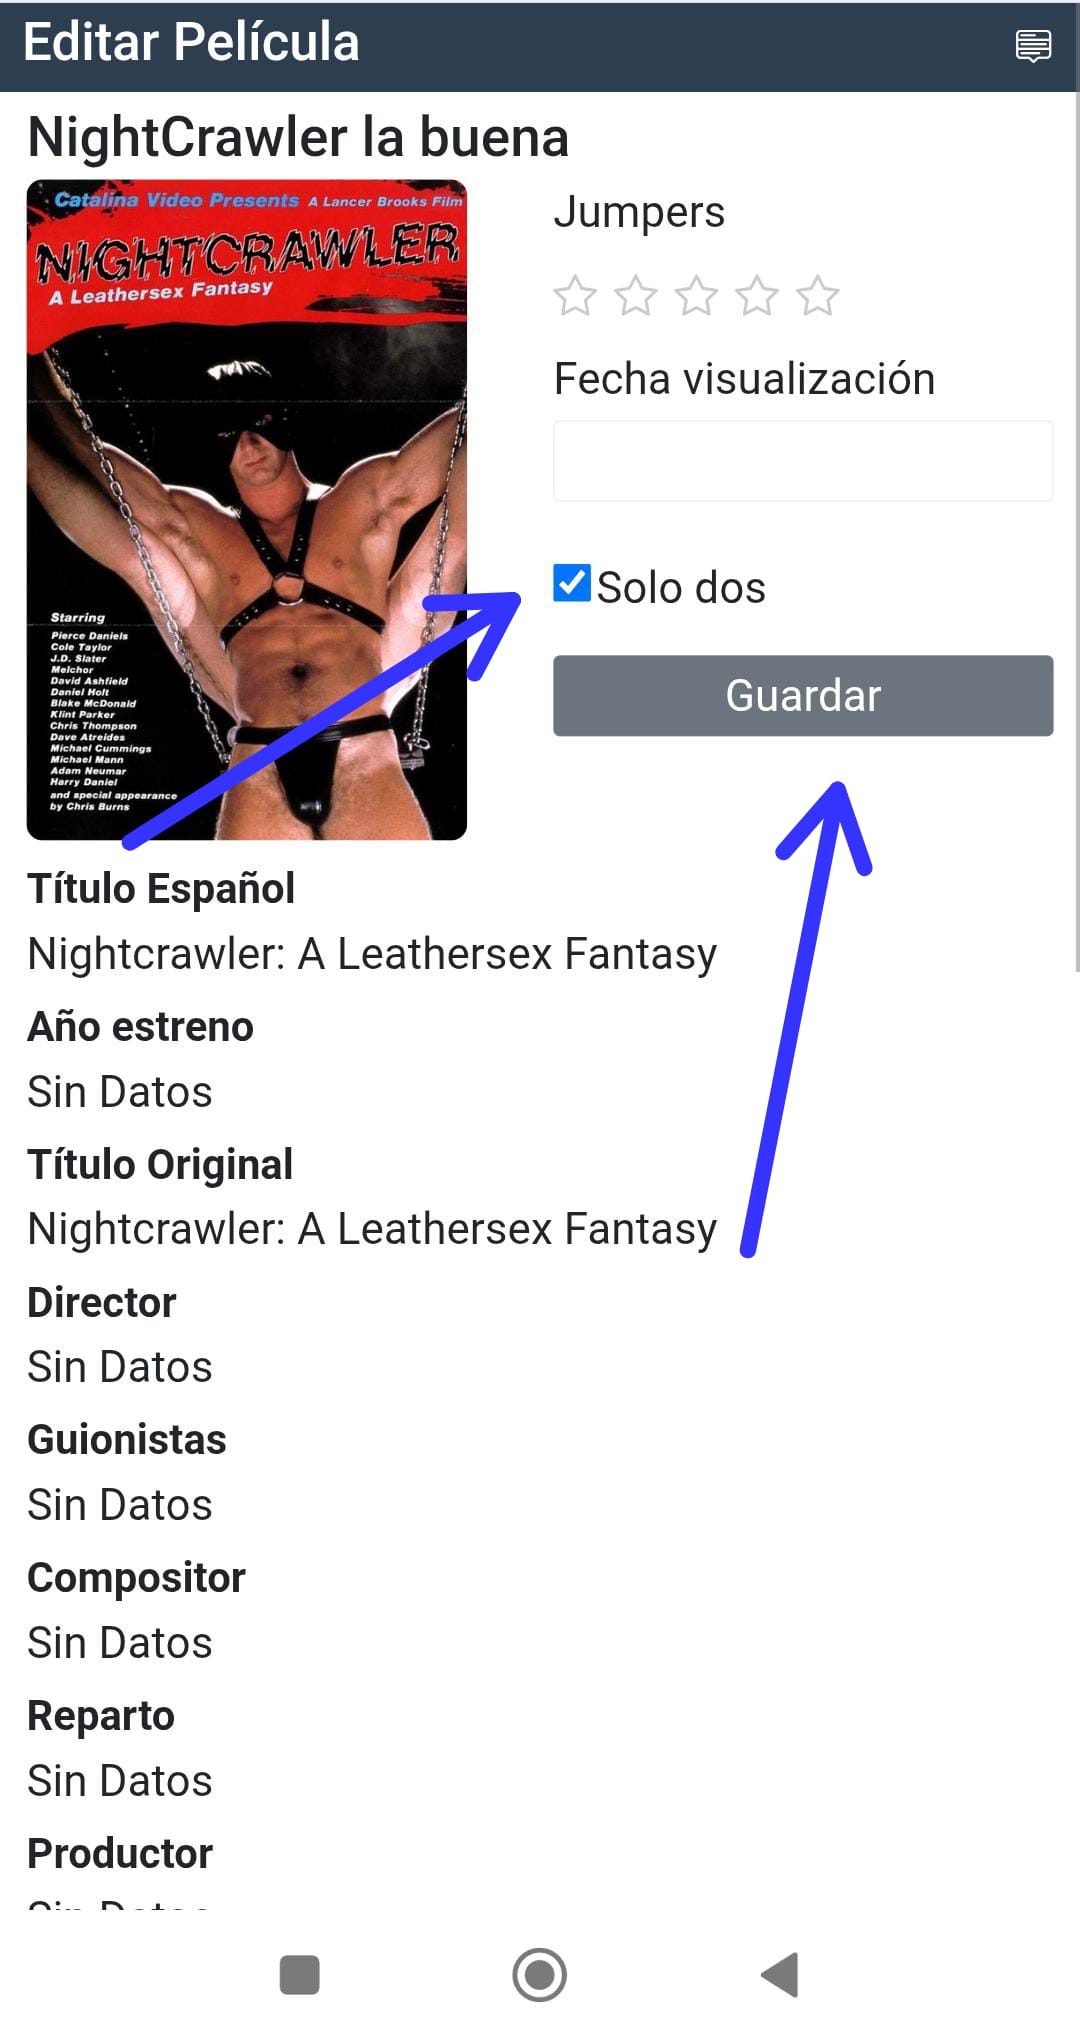 Editar Película
NightCrawler la buena
Catalina Video Presents A Lancer Brooks Film
NIGHTCRAWLER
A Leathersex Fantasy
Starring
Pierce Daniels
Cole Taylor
J.D. Slater
Melchor
David Ashfield
Daniel Holt
Blake McDonald
Klint Parker
Chris Thompson
Dave Atreides
Michael Cummings
Michael Mann
Adam Neumar
Harry Daniel
and special appearance
by Chris Burns
Jumpers
Fecha visualización
Solo dos
Guardar
Título Español
Nightcrawler: A Leathersex Fantasy
Año estreno
Sin Datos
Título Original
Nightcrawler: A Leathersex Fantasy
Director
Sin Datos
Guionistas
Sin Datos
Compositor
Sin Datos
Reparto
Sin Datos
Productor
Sin Datos